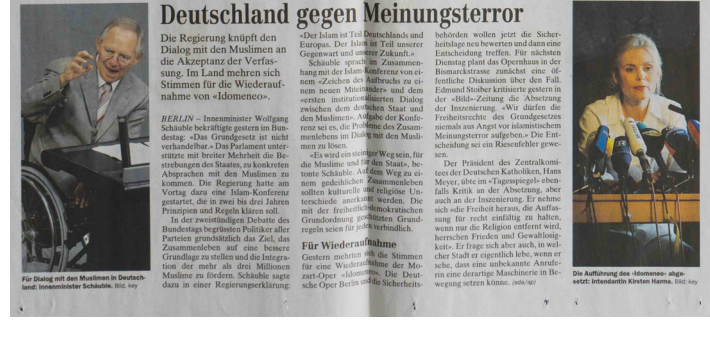 Deutschland gegen Meinungsterror
Die Regierung knüpft den
Dialog mit den Muslimen an
die Akzeptanz der Verfas-
sung. Im Land mehren sich
Stimmen für die Wiederauf-
nahme von «Idomeneo».
BERLIN – Innenminister Wolfgang
Schäuble bekräftigte gestern im Bun-
destag: «Das Grundgesetz ist nicht
verhandelbar.» Das Parlament unter-
stützte mit breiter Mehrheit die Be-
strebungen des Staates, zu konkreten
Absprachen mit den Muslimen zu
kommen. Die Regierung hatte am
Vortag dazu eine Islam-Konferenz
gestartet, die in zwei bis drei Jahren
Prinzipien und Regeln klären soll.
In der zweistündigen Debatte des
Bundestags begrüssten Politiker aller
Parteien grundsätzlich das Ziel, das
Zusammenleben auf eine bessere
Grundlage zu stellen und die Integra-
tion der mehr als drei Millionen
Muslime zu fördern. Schäuble sagte
dazu in einer Regierungserklärung:
«Der Islam ist Teil Deutschlands und
Europas. Der Islam ist Teil unserer
Gegenwart und unserer Zukunft.»
Schäuble sprach im Zusammen-
hang mit der Islam-Konferenz von ei-
nem «Zeichen des Aufbruchs zu ei-
nem neuen Miteinander» und dem
«ersten institutionalisierten Dialog
zwischen dem deutschen Staat und
den Muslimen». Aufgabe der Konfe-
renz sei es, die Probleme des Zusam-
menlebens im Dialog mit den Musli-
men zu lösen.
«Es wird ein steiniger Weg sein, für
die Muslime und für den Staat», be-
tonte Schäuble. Auf dem Weg zu ei-
nem gedeihlichen Zusammenleben
sollten kulturelle und religiöse Un-
terschiede anerkannt werden. Die
mit der freiheitlich-demokratischen
Grundordnung geschützten Grund-
regeln seien für jeden verbindlich.
Für Wiederaufnahme
Gestern mehrten sich die Stimmen
für eine Wiederaufnahme der Mo-
zart-Oper «Idomeneo». Die Deut-
sche Oper Berlin und die Sicherheits-
behörden wollen jetzt die Sicher-
heitslage neu bewerten und dann eine
Entscheidung treffen. Für nächsten
Dienstag plant das Opernhaus in der
Bismarckstrasse zunächst eine öf-
fentliche Diskussion über den Fall.
Edmund Stoiber kritisierte gestern in
der «Bild»-Zeitung die Absetzung
der Inszenierung. «Wir dürfen die
Freiheitsrechte des Grundgesetzes
niemals aus Angst vor islamistischem
Meinungsterror aufgeben.» Die Ent-
scheidung sei ein Riesenfehler gewe-
sen.
Der Präsident des Zentralkomi-
tees der Deutschen Katholiken, Hans
Meyer, übte im «Tagesspiegel» eben-
falls Kritik an der Absetzung, aber
auch an der Inszenierung. Er nehme
sich «die Freiheit heraus, die Auffas-
sung für recht einfältig zu halten,
wenn nur die Religion entfernt wird,
herrschen Frieden und Gewaltlosig-
keit». Er frage sich aber auch, in wel-
cher Stadt er eigentlich lebe, wenn er
sehe, dass eine unbekannte Anrufe-
rin eine derartige Maschinerie in Be-
wegung setzen könne. (sda/ap)
Für Dialog mit den Muslimen in Deutsch-
land: Innenminister Schäuble. Bild: key
Die Aufführung des «Idomeneo» abge-
setzt: Intendantin Kirsten Harms. Bild: key